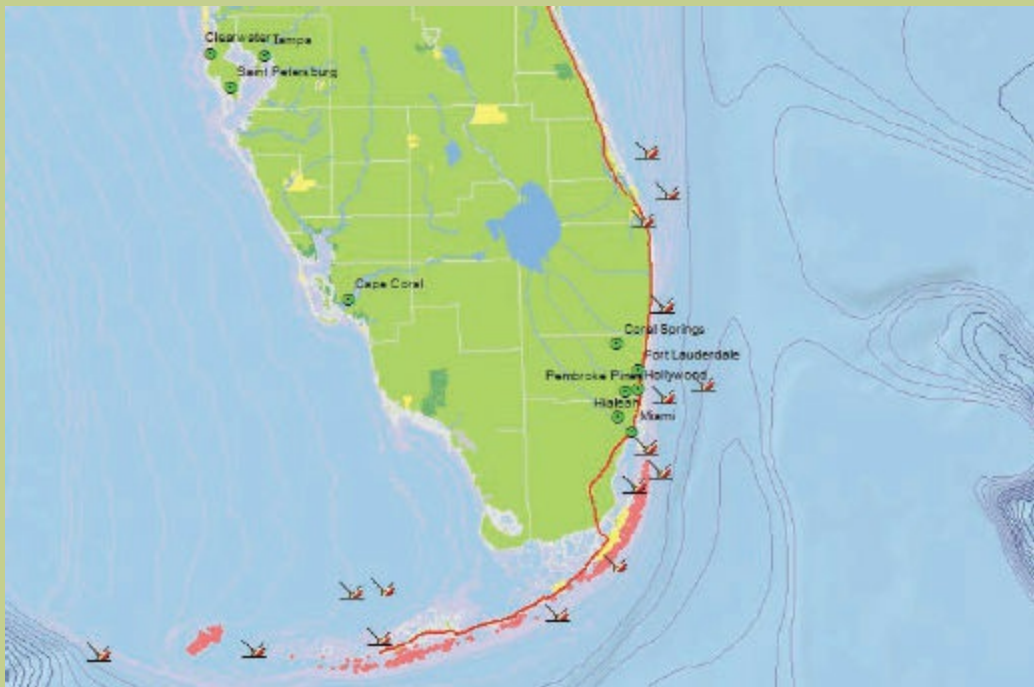 Clearwater Tampa
Saint Petersburg
Cape Coral
Coral Springs
Fort Lauderdale
Pembroke Pines Hollywood
Hialeah
Miami